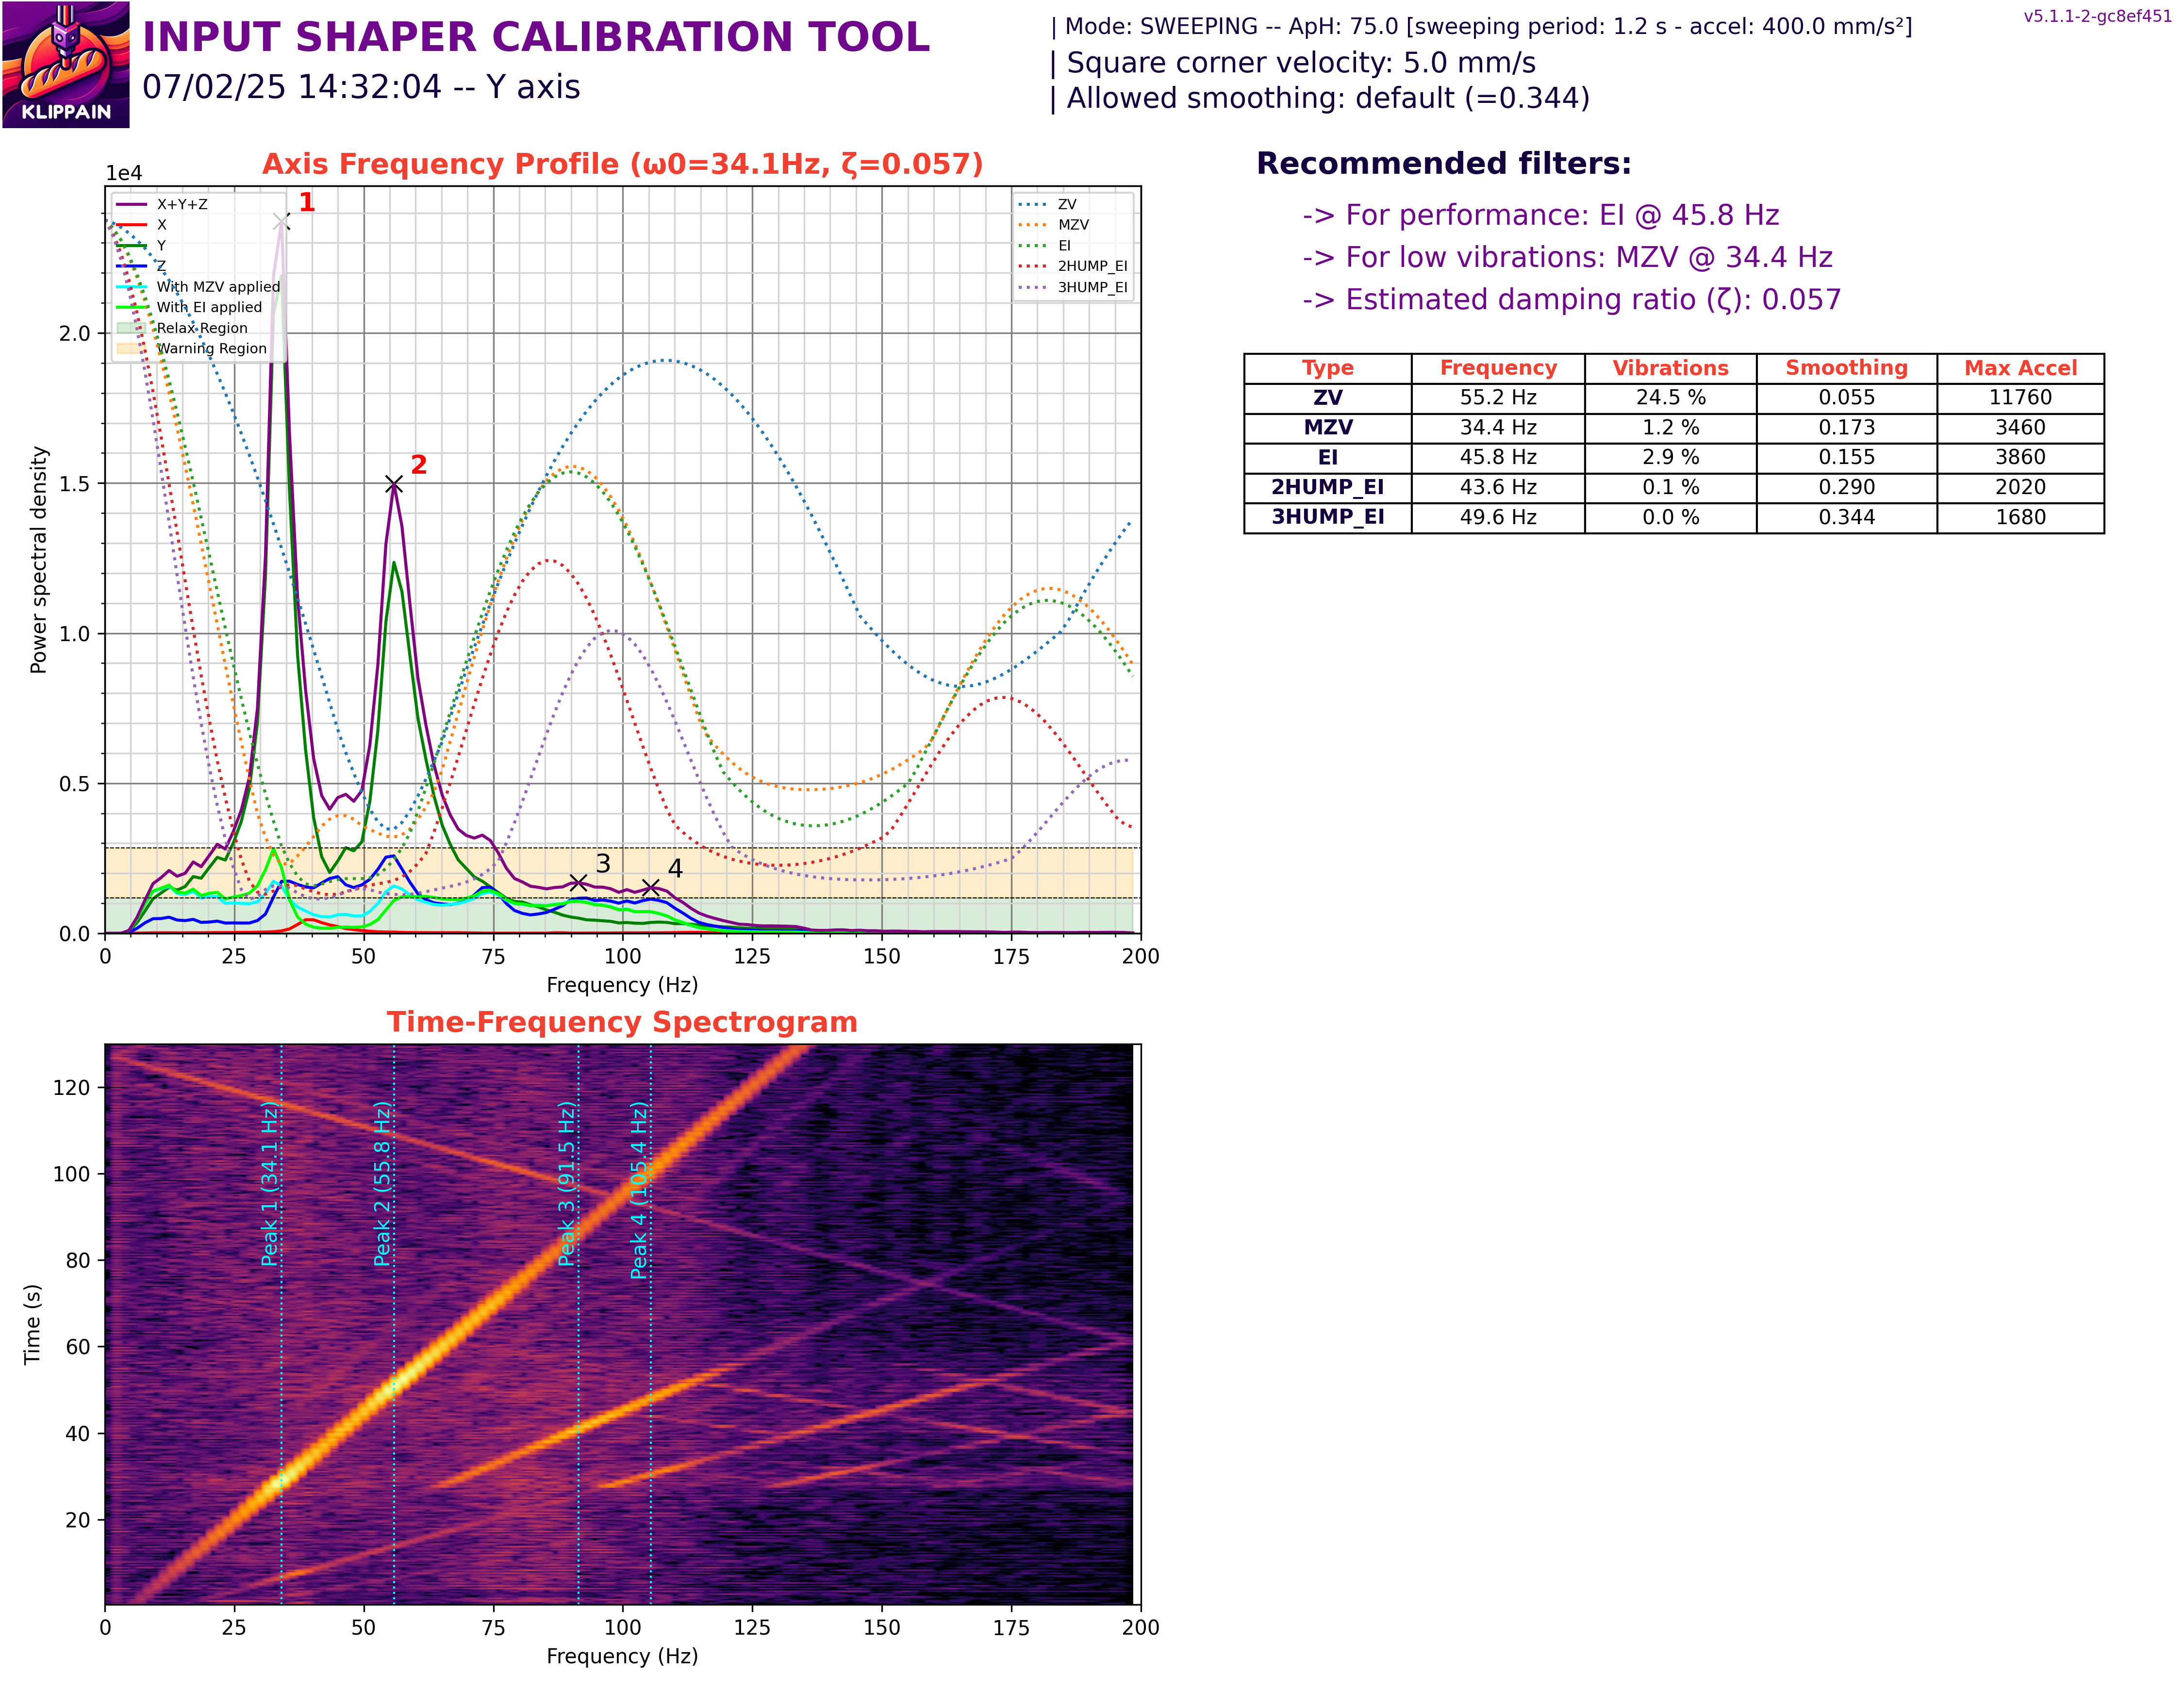 KLIPPAIN
INPUT SHAPER CALIBRATION TOOL
07/02/25 14:32:04 -- Y axis
| Mode: SWEEPING -- ApH: 75.0 [sweeping period: 1.2 s - accel: 400.0 mm/s²]
| Square corner velocity: 5.0 mm/s
| Allowed smoothing: default (=0.344)
v5.1.1-2-gc8ef451
Axis Frequency Profile (ω0=34.1Hz, ζ=0.057)
1e4
X+Y+Z
X
Y
Z
With MZV applied
With EI applied
Relax Region
Warning Region
ZV
MZV
EI
2HUMP_EI
3HUMP_EI
1
2
3
4
Power spectral density
2.0
1.5
1.0
0.5
0.0
0 25 50 75 100 125 150 175 200
Frequency (Hz)
Recommended filters:
-> For performance: EI @ 45.8 Hz
-> For low vibrations: MZV @ 34.4 Hz
-> Estimated damping ratio (ζ): 0.057
Type Frequency Vibrations Smoothing Max Accel
ZV 55.2 Hz 24.5 % 0.055 11760
MZV 34.4 Hz 1.2 % 0.173 3460
EI 45.8 Hz 2.9 % 0.155 3860
2HUMP_EI 43.6 Hz 0.1 % 0.290 2020
3HUMP_EI 49.6 Hz 0.0 % 0.344 1680
Time-Frequency Spectrogram
Time (s)
120
100
80
60
40
20
Peak 1 (34.1 Hz)
Peak 2 (55.8 Hz)
Peak 3 (91.5 Hz)
Peak 4 (105.4 Hz)
0 25 50 75 100 125 150 175 200
Frequency (Hz)